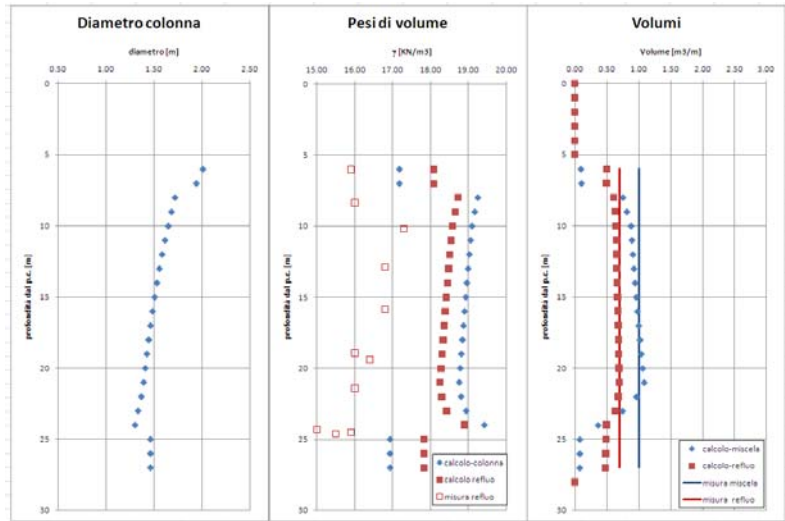 Diametro colonna
diametro [m]
0.50 1.00 1.50 2.00 2.50
0
5
10
15
20
25
30
profondità dal p.c. [m]
Pesi di volume
γ [KN/m3]
15.00 16.00 17.00 18.00 19.00 20.00
0
5
10
15
20
25
30
profondità dal p.c. [m]
calcolo-colonna
calcolo refluo
misura refluo
Volumi
Volume [m3/m]
0.00 0.50 1.00 1.50 2.00 2.50 3.00
0
5
10
15
20
25
30
profondità dal p.c. [m]
calcolo-miscela
calcolo-refluo
misura miscela
misura refluo